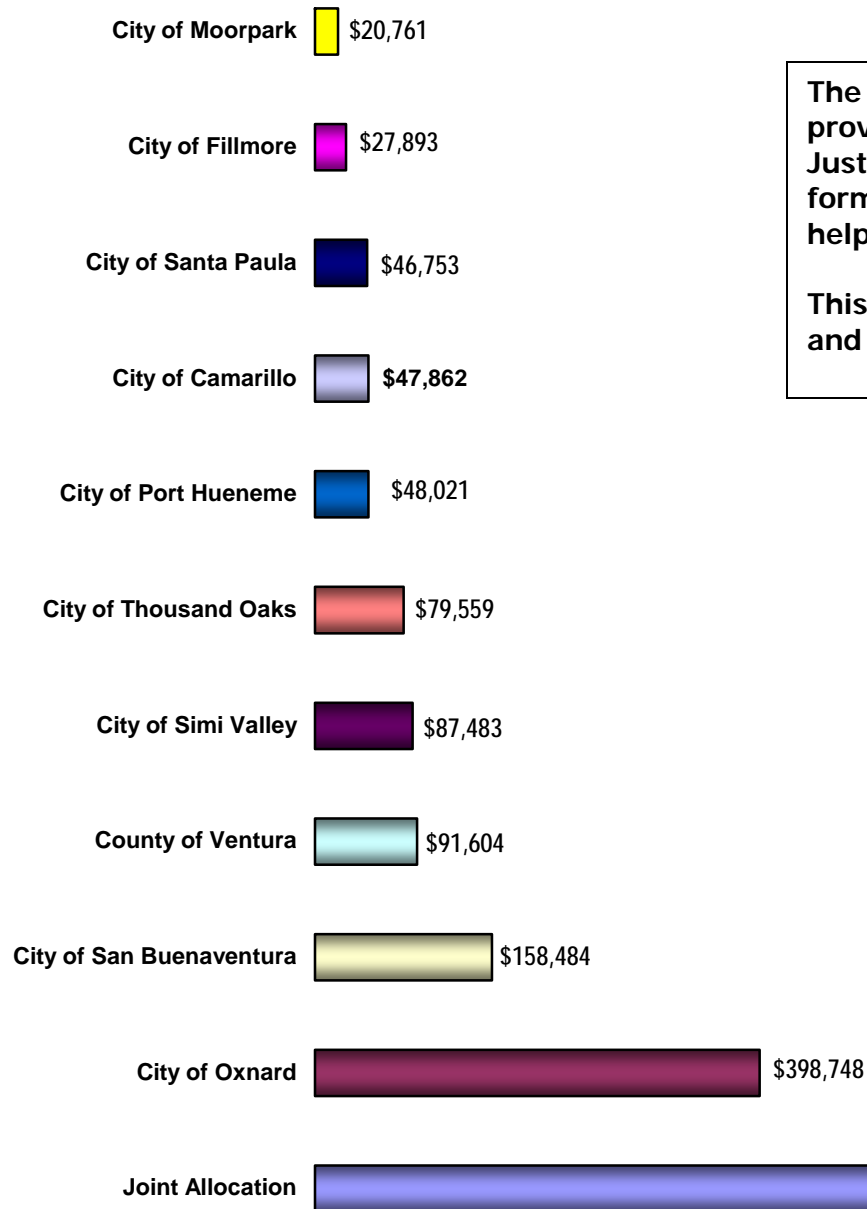 City of Moorpark $20,761
The
prov
Just
form
help
This
and
City of Fillmore $27,893
City of Santa Paula $46,753
City of Camarillo $47,862
City of Port Hueneme $48,021
City of Thousand Oaks $79,559
City of Simi Valley $87,483
County of Ventura $91,604
City of San Buenaventura $158,484
City of Oxnard $398,748
Joint Allocation